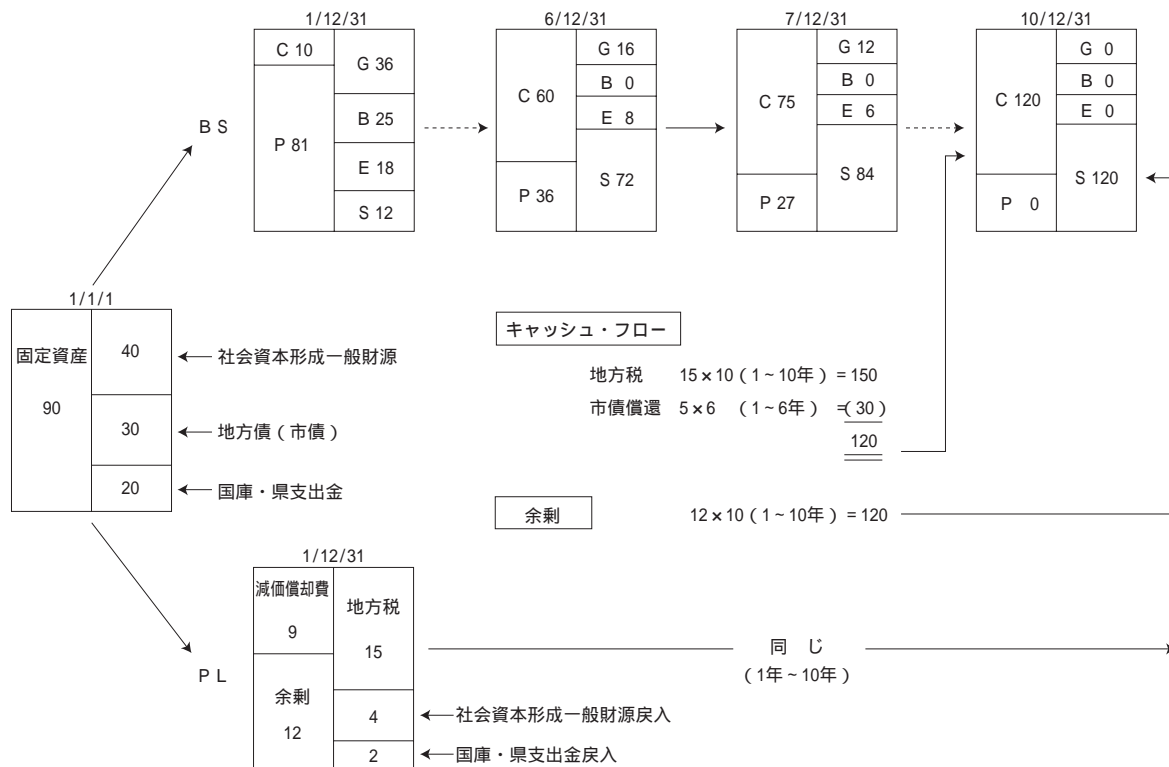 1/12/31
6/12/31
7/12/31
10/12/31
B S
C 10
P 81
G 36
B 25
E 18
S 12
C 60
P 36
G 16
B 0
E 8
S 72
C 75
P 27
G 12
B 0
E 6
S 84
C 120
P 0
G 0
B 0
E 0
S 120
1/1/1
固定資産
90
40
30
20
社会資本形成一般財源
地方債（市債）
国庫・県支出金
キャッシュ・フロー
地方税 15×10（1~10年）=150
市債償還 5×6 （1~6年） =(30)
120
余剰 12×10（1~10年）=120
1/12/31
P L
減価償却費
9
余剰
12
地方税
15
4
2
社会資本形成一般財源戻入
国庫・県支出金戻入
同 じ
（1年~10年）